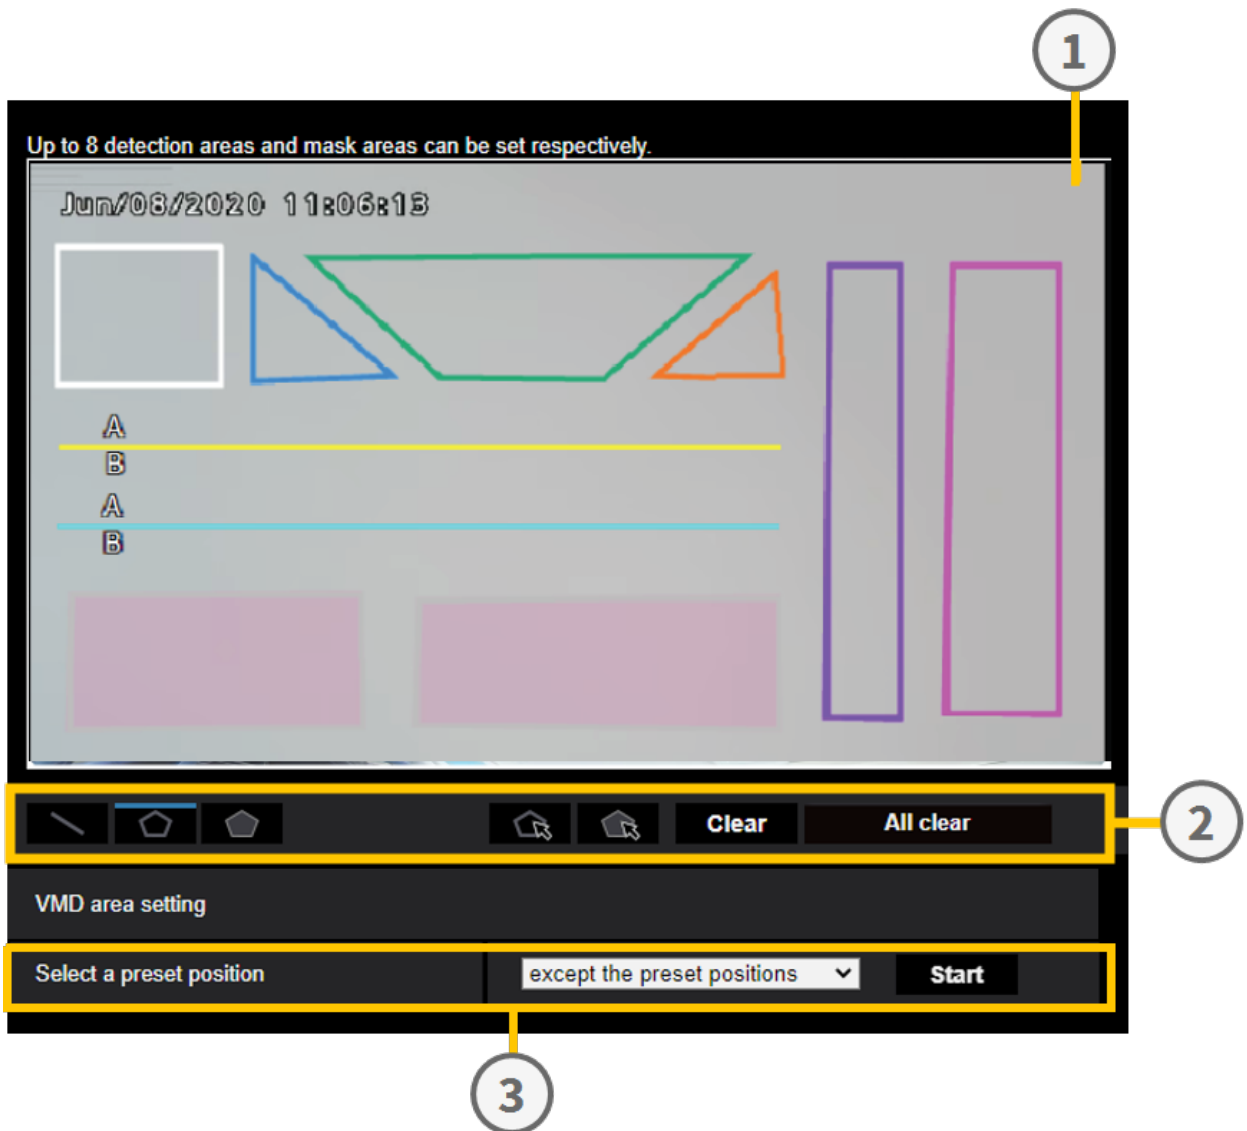 1
Up to 8 detection areas and mask areas can be set respectively.
Jun/08/2020 11:06:13
A
B
A
B
Clear
All clear
2
VMD area setting
Select a preset position
except the preset positions
Start
3